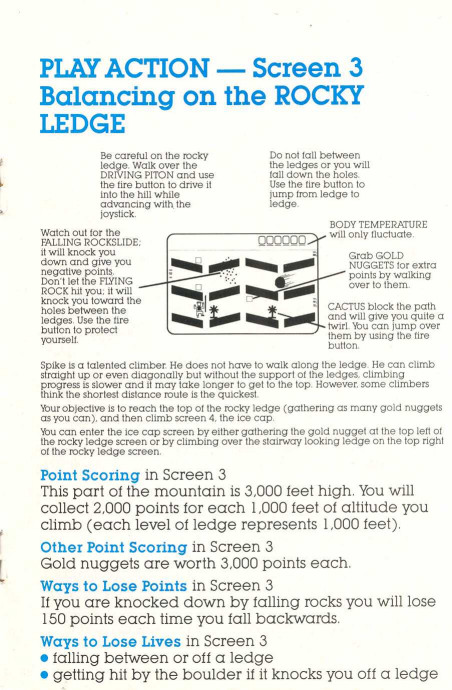 PLAY ACTION — Screen 3
Balancing on the ROCKY
LEDGE
Be careful on the rocky
ledge. Walk over the
DRIVING PITON and use
the fire button to drive it
into the hill while
advancing with the
joystick.
Do not fall between
the ledges or you will
fall down the holes.
Use the fire button to
jump from ledge to
ledge.
Watch out for the
FALLING ROCKSLIDE;
it will knock you
down and give you
negative points.
Don't let the FLYING
ROCK hit you; it will
knock you toward the
holes between the
ledges. Use the fire
button to protect
yourself.
BODY TEMPERATURE
will only fluctuate.
Grab GOLD
NUGGETS for extra
points by walking
over to them.
CACTUS block the path
and will give you quite a
twirl. You can jump over
them by using the fire
button.
Spike is a talented climber. He does not have to walk along the ledge. He can climb
straight up or even diagonally but without the support of the ledges, climbing
progress is slower and it may take longer to get to the top. However, some climbers
think the shortest distance route is the quickest.
Your objective is to reach the top of the rocky ledge (gathering as many gold nuggets
as you can), and then climb screen 4, the ice cap.
You can enter the ice cap screen by either gathering the gold nugget at the top left of
the rocky ledge screen or by climbing over the stairway looking ledge on the top right
of the rocky ledge screen.
Point Scoring in Screen 3
This part of the mountain is 3,000 feet high. You will
collect 2,000 points for each 1,000 feet of altitude you
climb (each level of ledge represents 1,000 feet).
Other Point Scoring in Screen 3
Gold nuggets are worth 3,000 points each.
Ways to Lose Points in Screen 3
If you are knocked down by falling rocks you will lose
150 points each time you fall backwards.
Ways to Lose Lives in Screen 3
• falling between or off a ledge
• getting hit by the boulder if it knocks you off a ledge